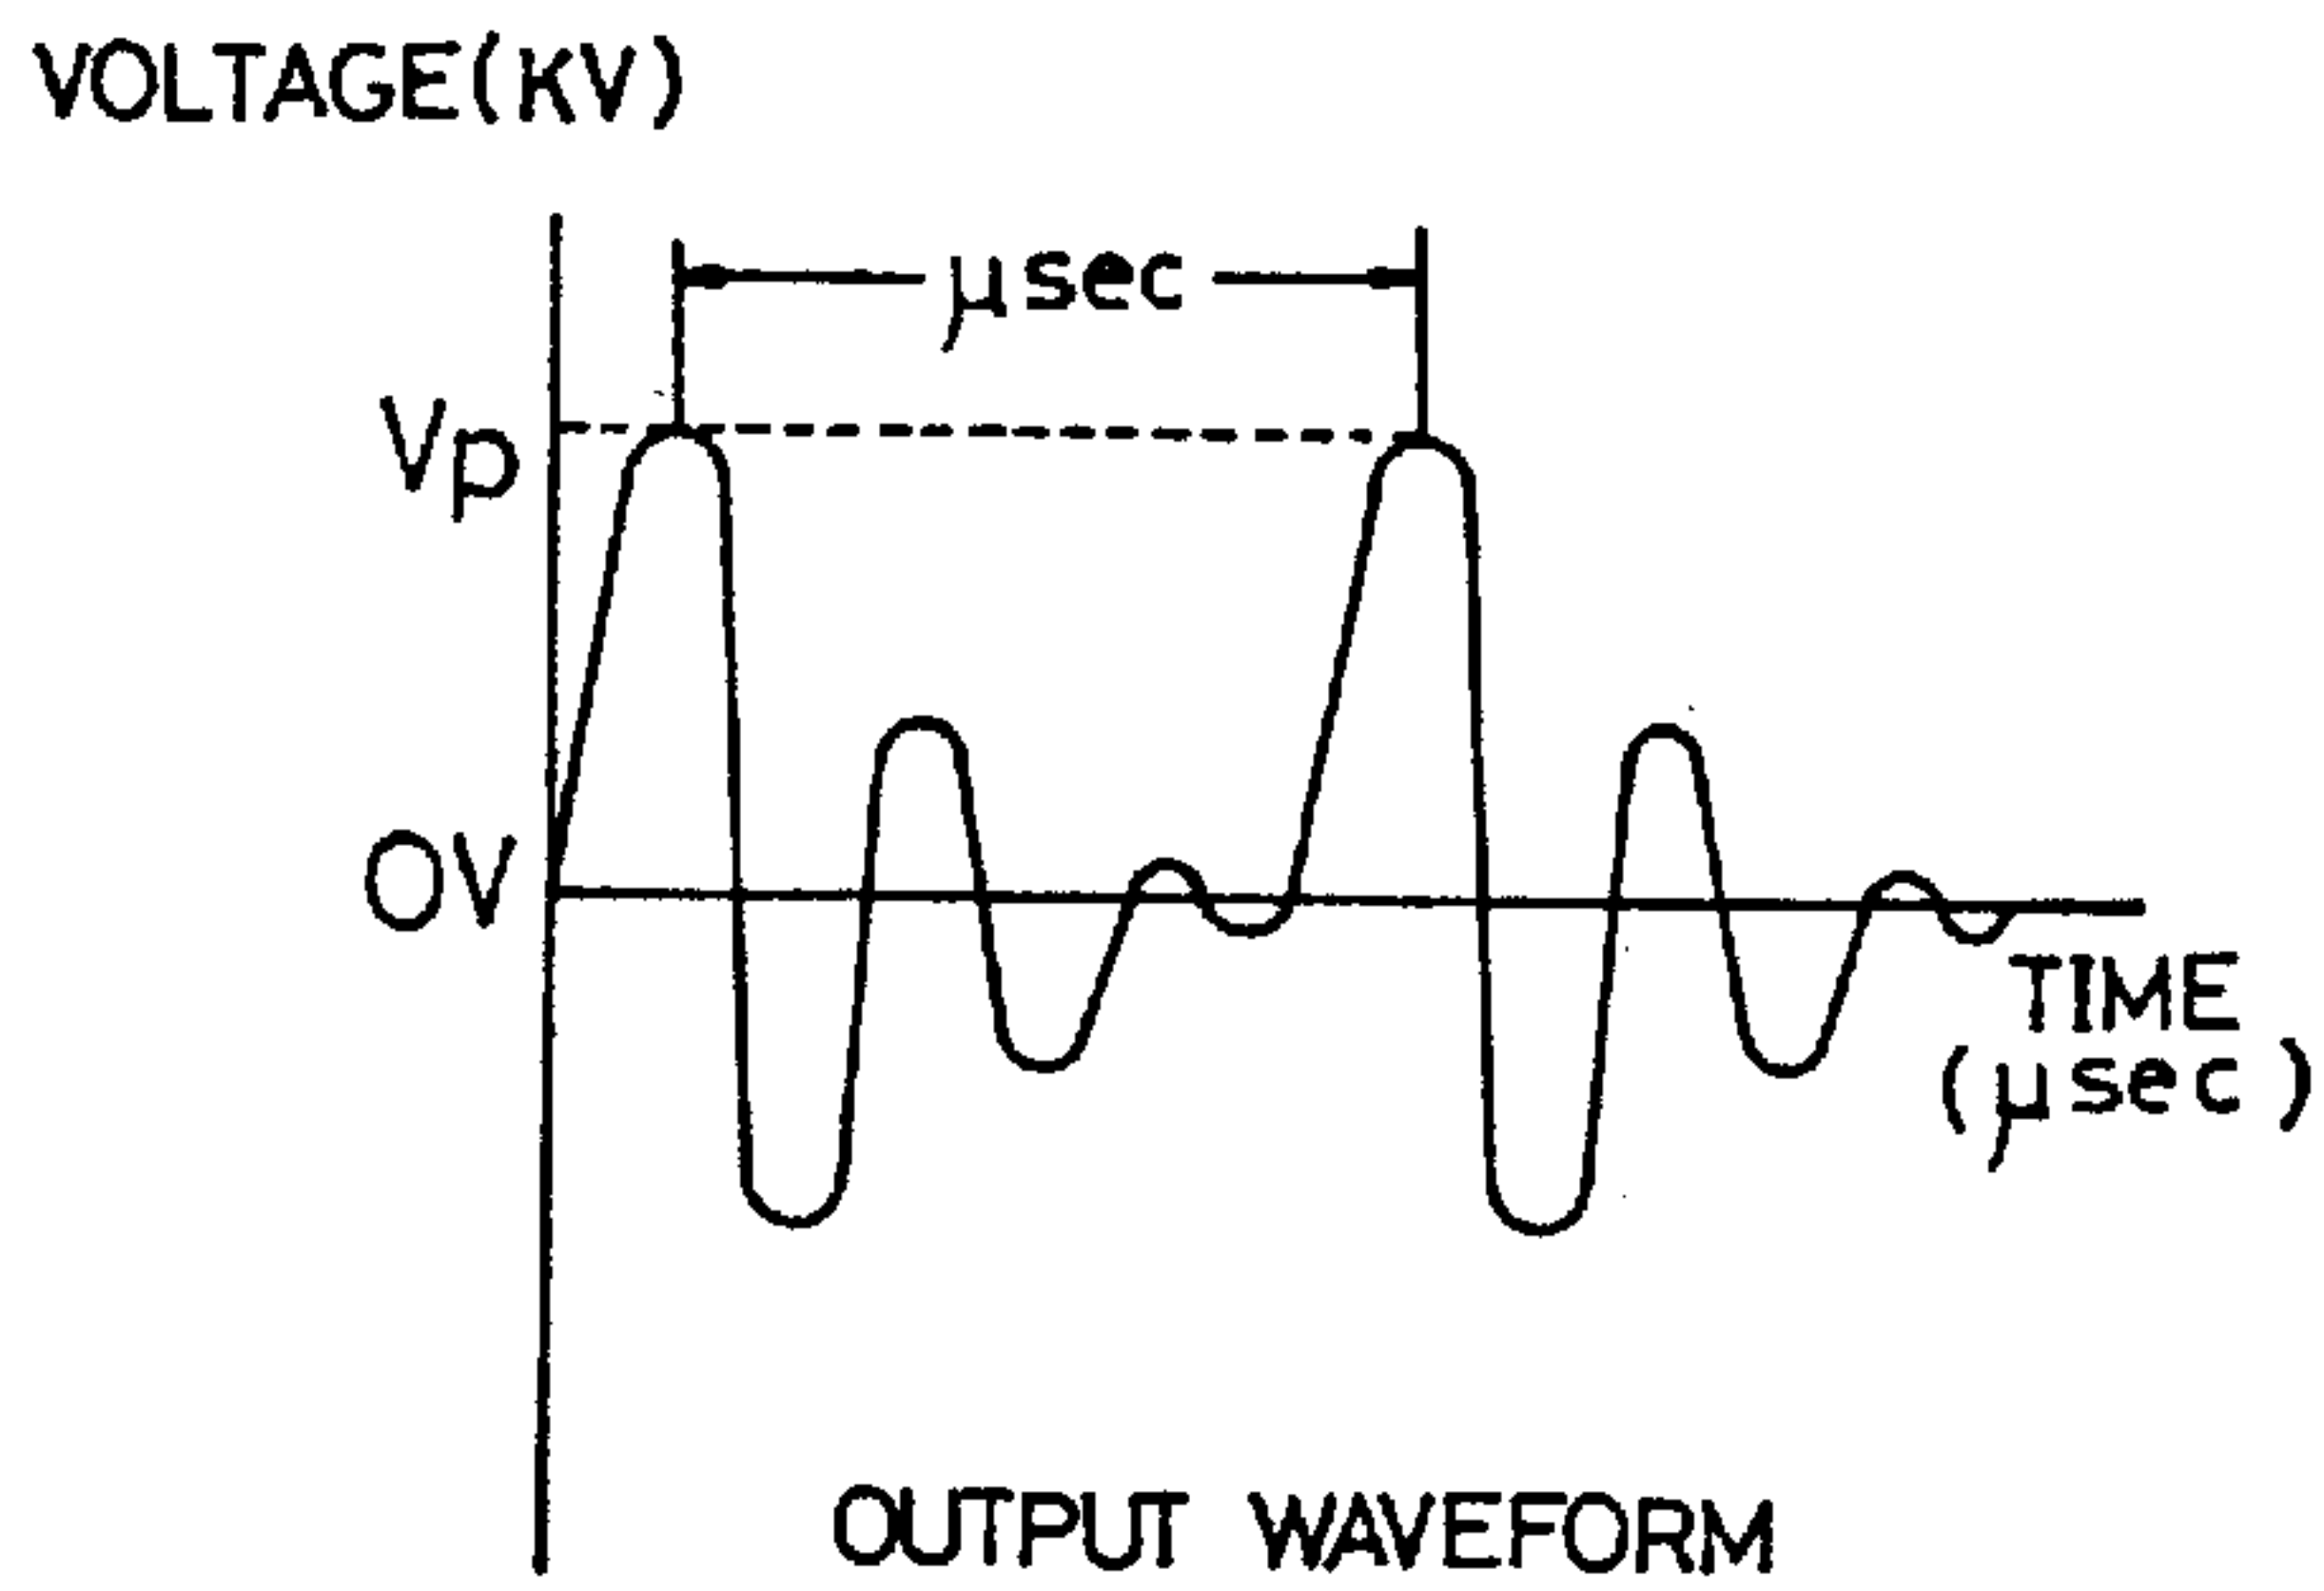 VOLTAGE(KV)
μsec
Vp
OV
TIME
(μsec)
OUTPUT WAVEFORM